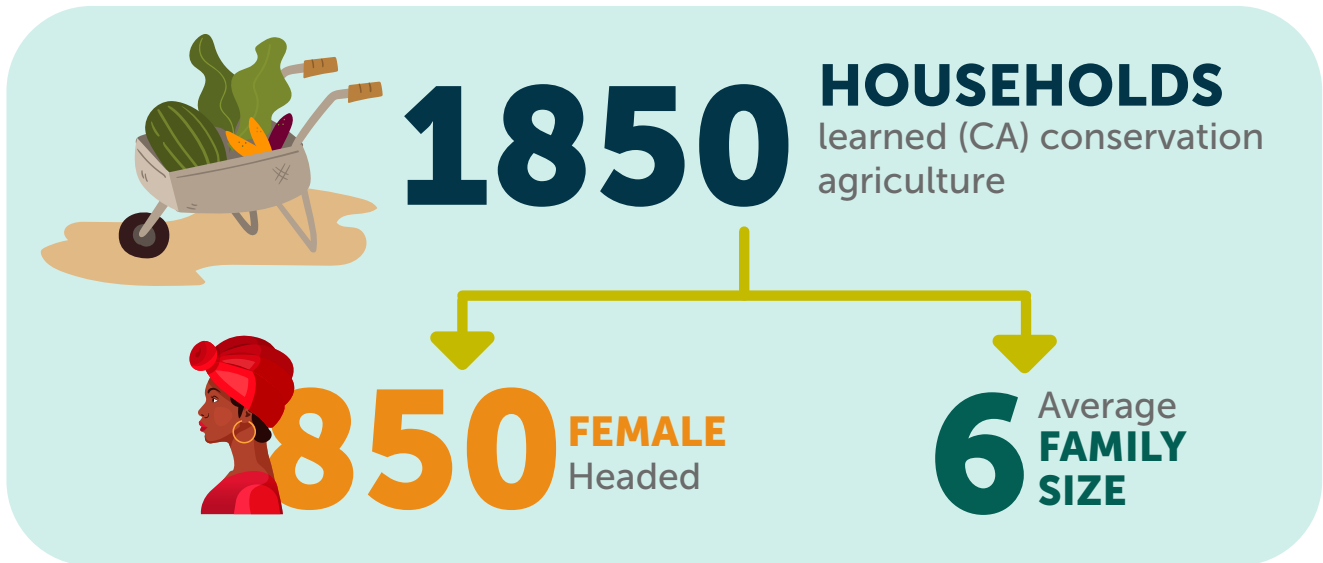 1850
HOUSEHOLDS
learned (CA) conservation
agriculture
850
FEMALE
Headed
6
Average
FAMILY
SIZE